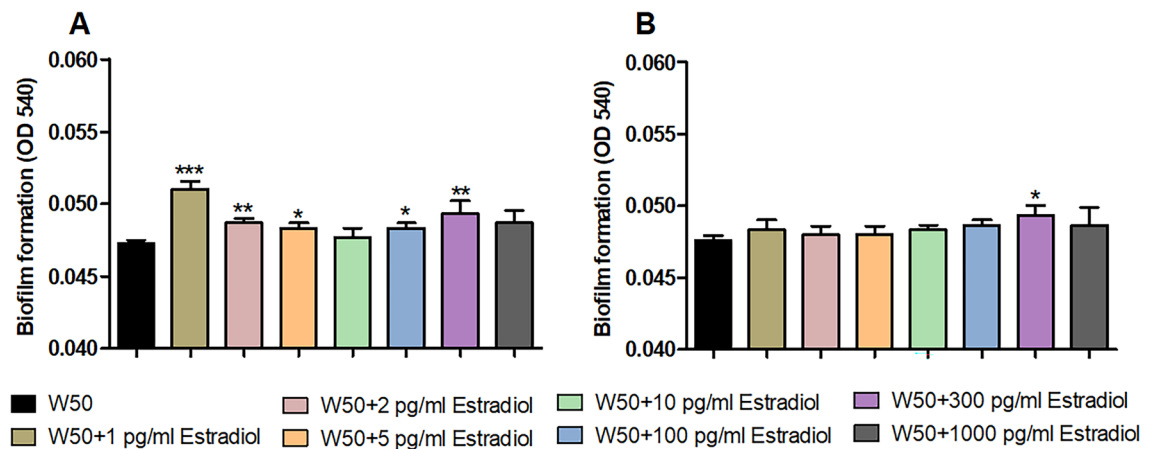 A
B
Biofilm formation (OD 540)
0.060
0.055
0.050
0.045
0.040
***
**
*
*
**
Biofilm formation (OD 540)
0.060
0.055
0.050
0.045
0.040
*
W50
W50+2 pg/ml Estradiol
W50+10 pg/ml Estradiol
W50+300 pg/ml Estradiol
W50+1 pg/ml Estradiol
W50+5 pg/ml Estradiol
W50+100 pg/ml Estradiol
W50+1000 pg/ml Estradiol